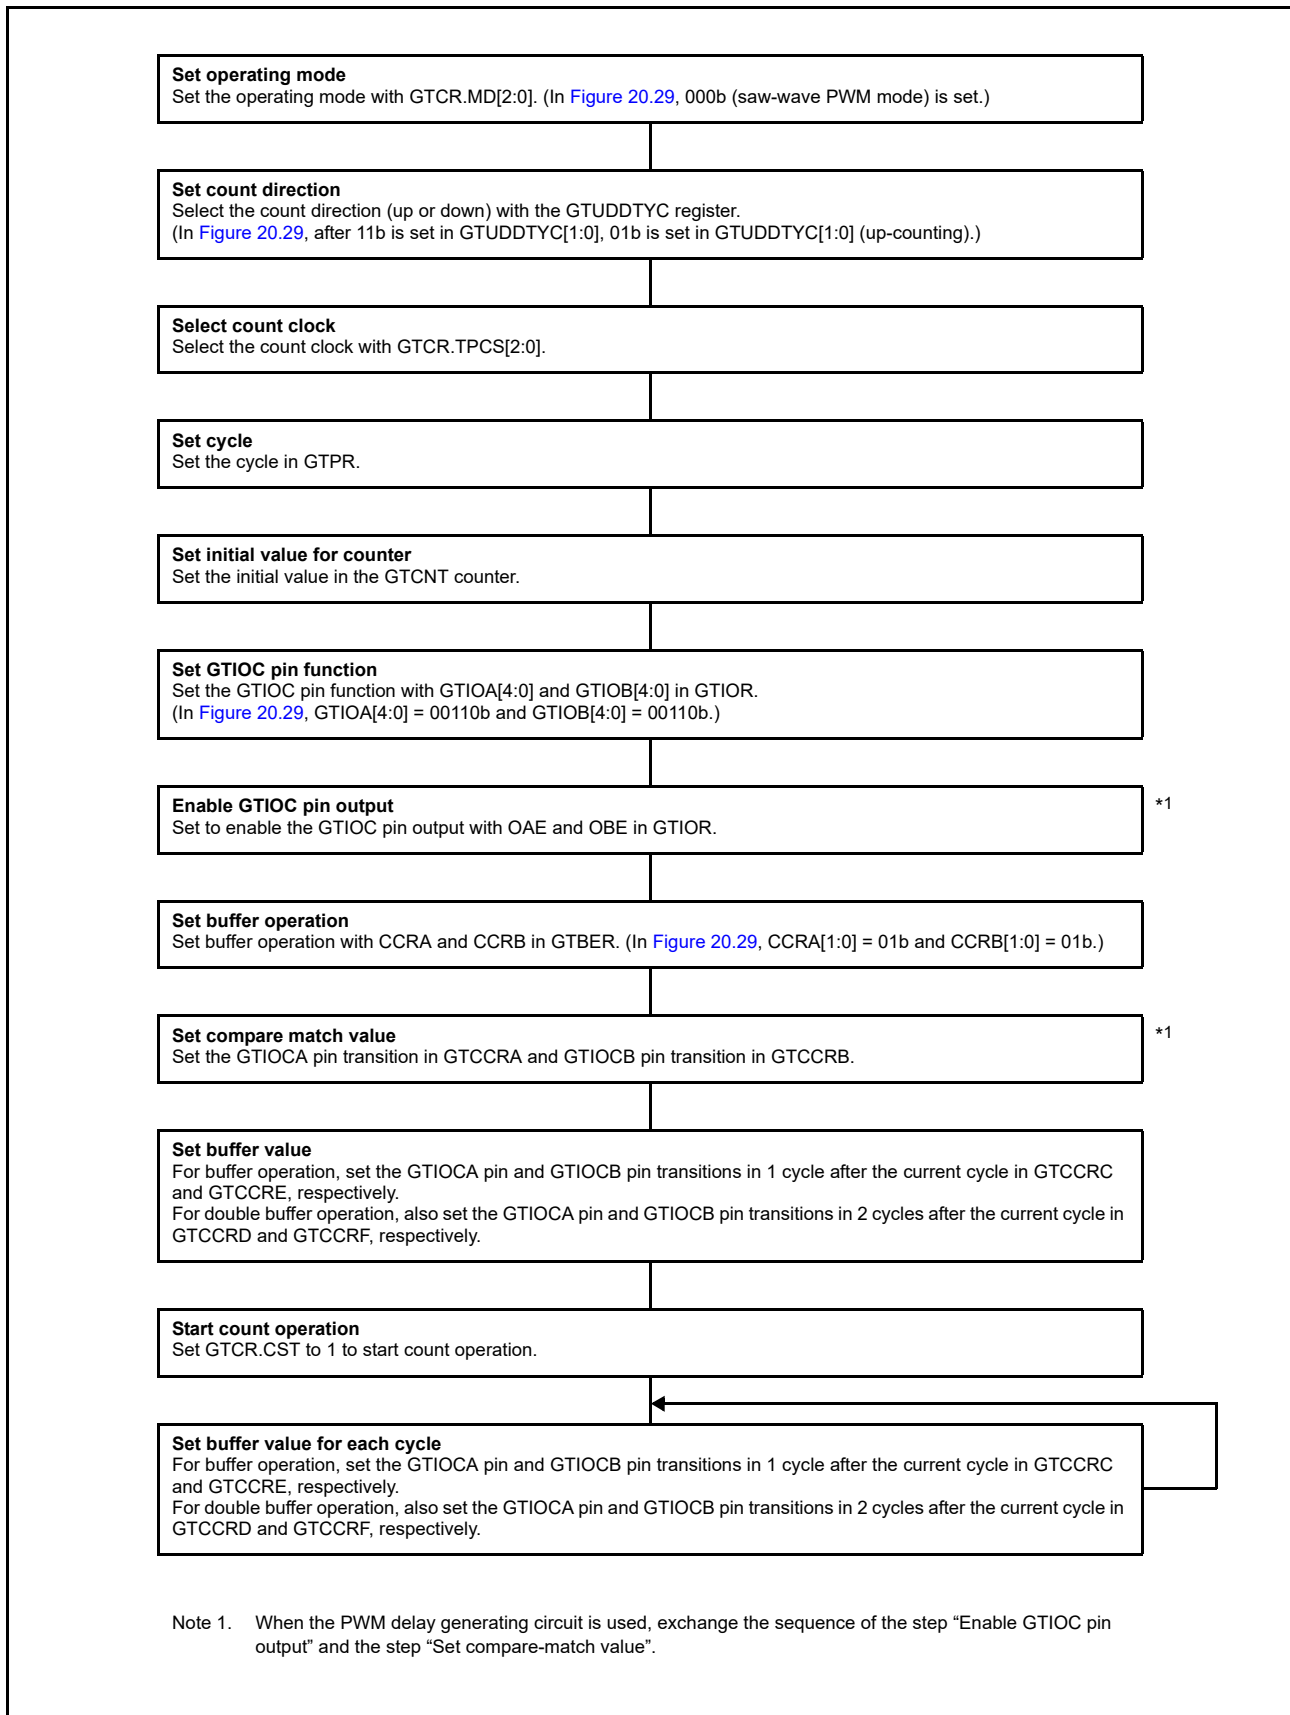 Set operating mode
Set the operating mode with GTCR.MD[2:0]. (In Figure 20.29, 000b (saw-wave PWM mode) is set.)
Set count direction
Select the count direction (up or down) with the GTUDDTYC register.
(In Figure 20.29, after 11b is set in GTUDDTYC[1:0], 01b is set in GTUDDTYC[1:0] (up-counting).)
Select count clock
Select the count clock with GTCR.TPCS[2:0].
Set cycle
Set the cycle in GTPR.
Set initial value for counter
Set the initial value in the GTCNT counter.
Set GTIOC pin function
Set the GTIOC pin function with GTIOA[4:0] and GTIOB[4:0] in GTIOR.
(In Figure 20.29, GTIOA[4:0] = 00110b and GTIOB[4:0] = 00110b.)
Enable GTIOC pin output
Set to enable the GTIOC pin output with OAE and OBE in GTIOR.
*1
Set buffer operation
Set buffer operation with CCRA and CCRB in GTBER. (In Figure 20.29, CCRA[1:0] = 01b and CCRB[1:0] = 01b.)
Set compare match value
Set the GTIOCA pin transition in GTCCRA and GTIOCB pin transition in GTCCRB.
*1
Set buffer value
For buffer operation, set the GTIOCA pin and GTIOCB pin transitions in 1 cycle after the current cycle in GTCCRC
and GTCCRE, respectively.
For double buffer operation, also set the GTIOCA pin and GTIOCB pin transitions in 2 cycles after the current cycle in
GTCCRD and GTCCRF, respectively.
Start count operation
Set GTCR.CST to 1 to start count operation.
Set buffer value for each cycle
For buffer operation, set the GTIOCA pin and GTIOCB pin transitions in 1 cycle after the current cycle in GTCCRC
and GTCCRE, respectively.
For double buffer operation, also set the GTIOCA pin and GTIOCB pin transitions in 2 cycles after the current cycle in
GTCCRD and GTCCRF, respectively.
Note 1. When the PWM delay generating circuit is used, exchange the sequence of the step “Enable GTIOC pin
output” and the step “Set compare-match value”.